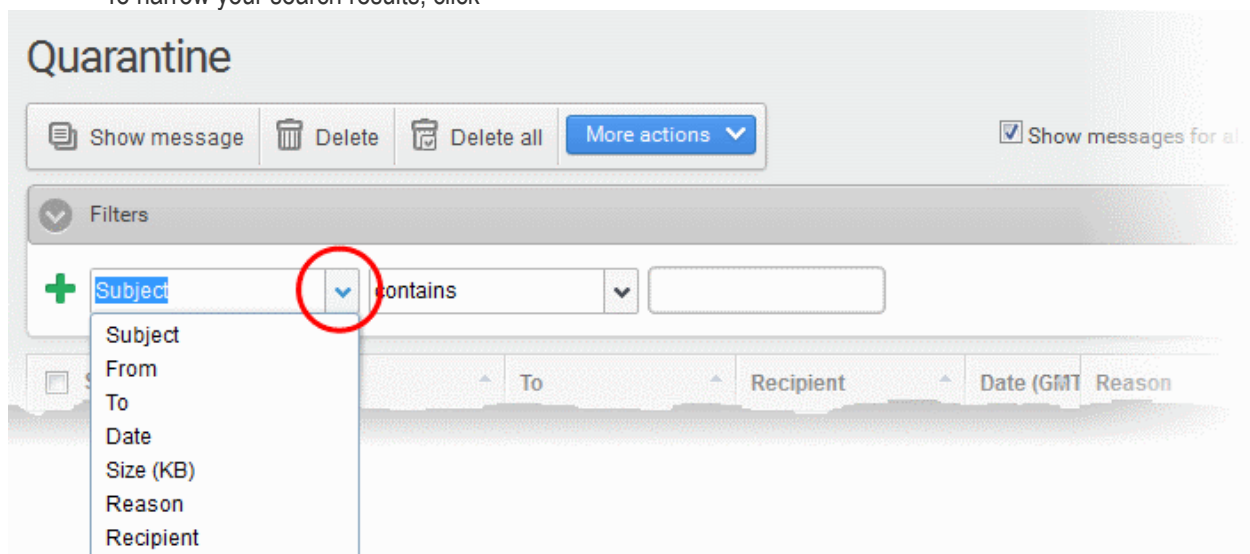 To narrow your search results, click
Quarantine
Show message Delete Delete all More actions Show messages for al
Filters
Subject contains
Subject
From
To Recipient Date (GMT Reason
To
Date
Size (KB)
Reason
Recipient